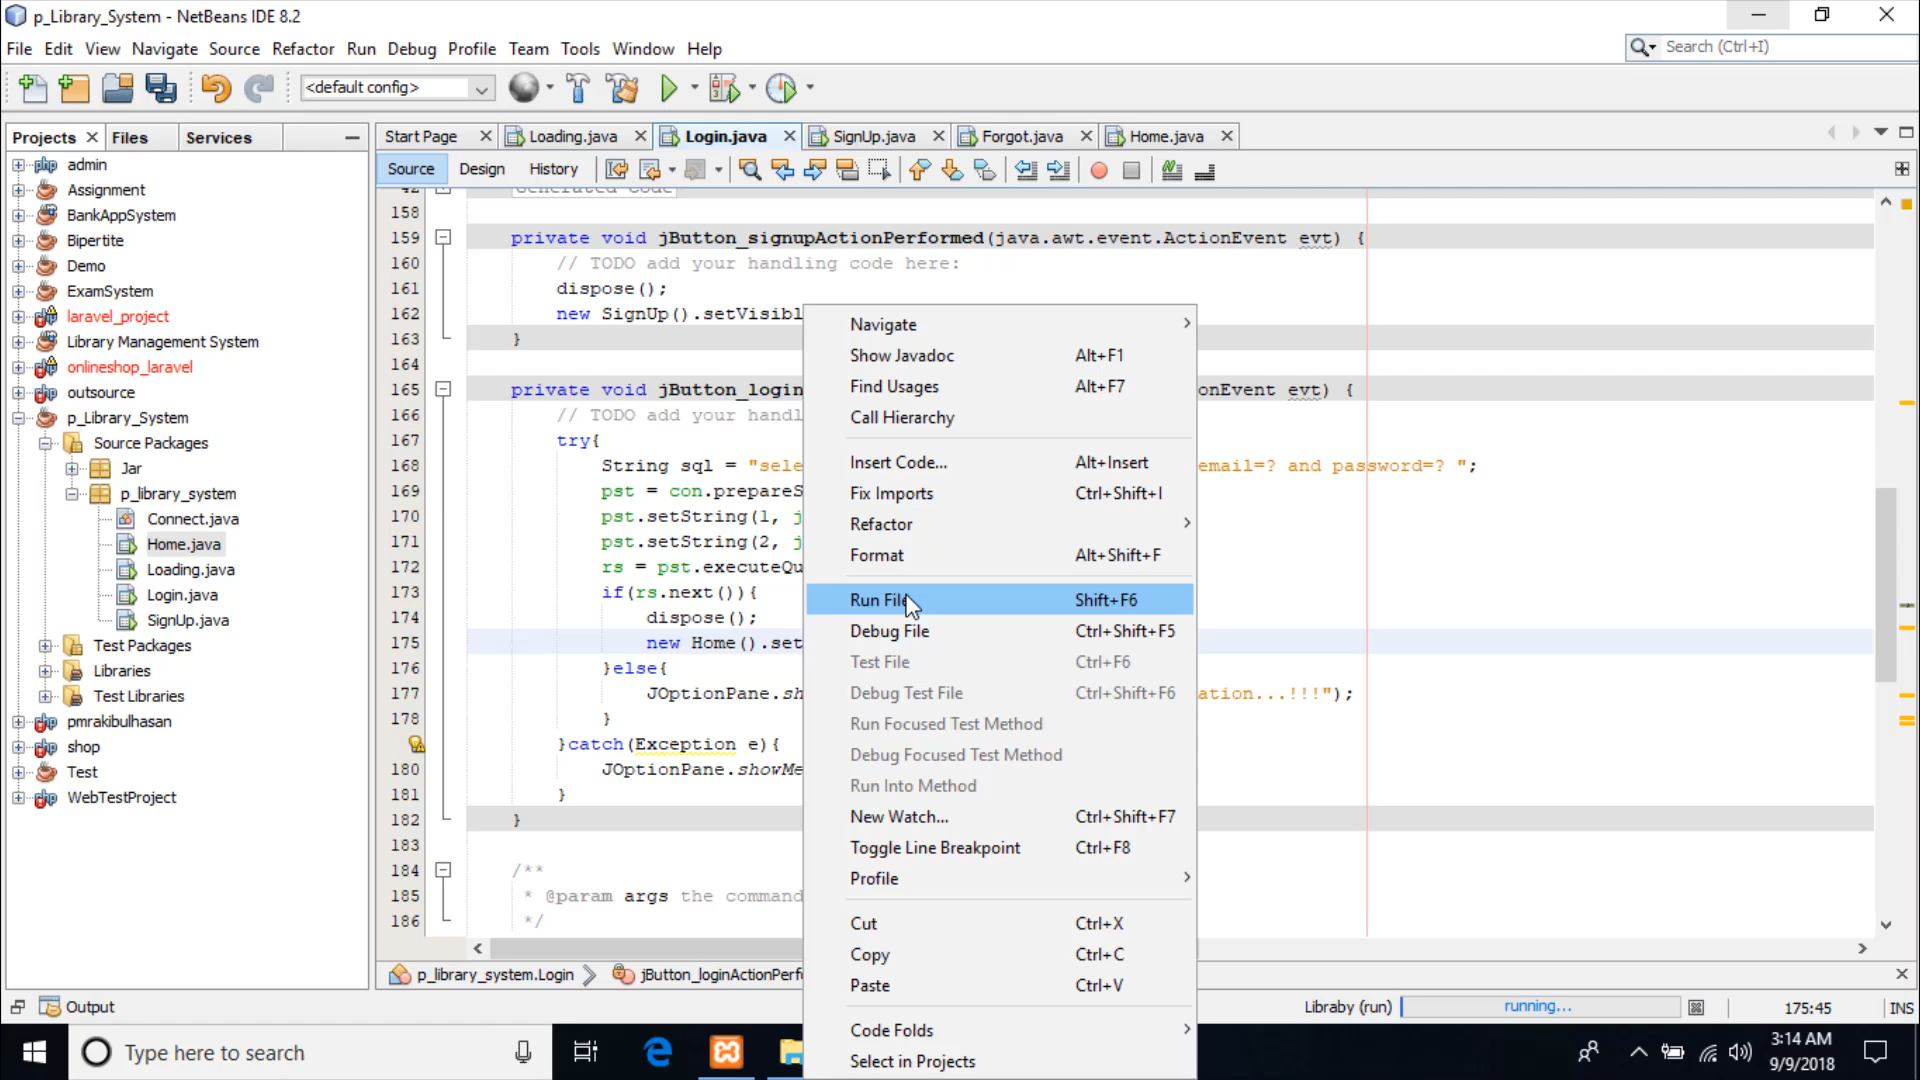 p_Library_System - NetBeans IDE 8.2
File Edit View Navigate Source Refactor Run Debug Profile Team Tools Window Help
Search (Ctrl+I)
<default config>
Projects Files Services
Start Page Loading.java Login.java SignUp.java Forgot.java Home.java
Source Design History
admin
Assignment
BankAppSystem
Bipertite
Demo
ExamSystem
laravel_project
Library Management System
onlineshop_laravel
outsource
p_Library_System
Source Packages
Jar
p_library_system
Connect.java
Home.java
Loading.java
Login.java
SignUp.java
Test Packages
Libraries
Test Libraries
pmrakibulhasan
shop
Test
WebTestProject
42 Generated Code
158
159 private void jButton_signupActionPerformed(java.awt.event.ActionEvent evt) {
160 // TODO add your handling code here:
161 dispose();
162 new SignUp().setVisibl
163 }
164
165 private void jButton_login onEvent evt) {
166 // TODO add your handl
167 try{
168 String sql = "sele email=? and password=? ";
169 pst = con.prepareS
170 pst.setString(1, j
171 pst.setString(2, j
172 rs = pst.executeQu
173 if(rs.next()){
174 dispose();
175 new Home().set
176 }else{
177 JOptionPane.sh ation...!!!");
178 }
}catch(Exception e){
180 JOptionPane.showMe
181 }
182 }
183
184 /**
185 * @param args the command
186 */
Navigate
Show Javadoc Alt+F1
Find Usages Alt+F7
Call Hierarchy
Insert Code... Alt+Insert
Fix Imports Ctrl+Shift+I
Refactor
Format Alt+Shift+F
Run File Shift+F6
Debug File Ctrl+Shift+F5
Test File Ctrl+F6
Debug Test File Ctrl+Shift+F6
Run Focused Test Method
Debug Focused Test Method
Run Into Method
New Watch... Ctrl+Shift+F7
Toggle Line Breakpoint Ctrl+F8
Profile
Cut Ctrl+X
Copy Ctrl+C
Paste Ctrl+V
Code Folds
Select in Projects
p_library_system.Login jButton_loginActionPerf
Output
Libraby (run) running... 175:45 INS
Type here to search
3:14 AM
9/9/2018